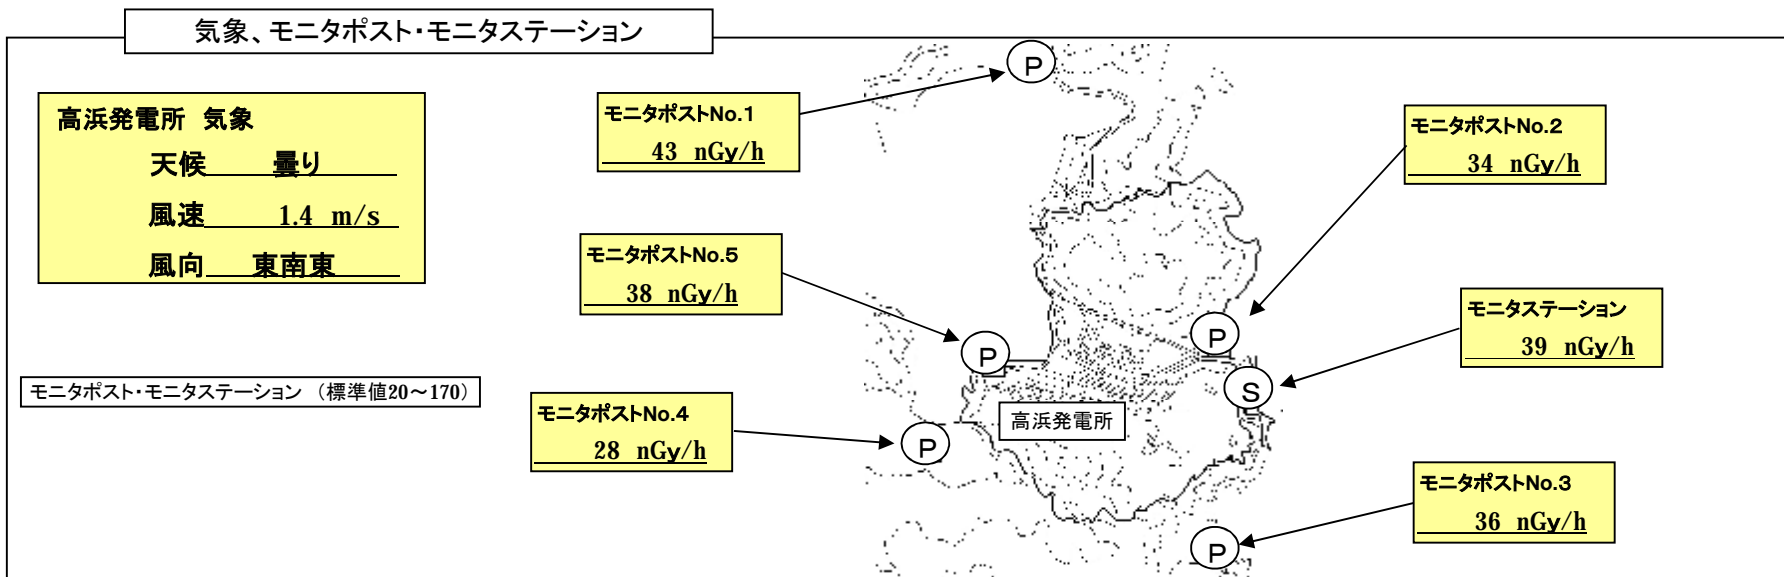 気象、モニタポスト・モニタステーション
高浜発電所 気象
天候 曇り
風速 1.4 m/s
風向 東南東
モニタポスト・モニタステーション (標準値20～170)
モニタポストNo.1
43 nGy/h
モニタポストNo.5
38 nGy/h
モニタポストNo.4
28 nGy/h
P
P
P
高浜発電所
P
S
P
モニタポストNo.2
34 nGy/h
モニタステーション
39 nGy/h
モニタポストNo.3
36 nGy/h